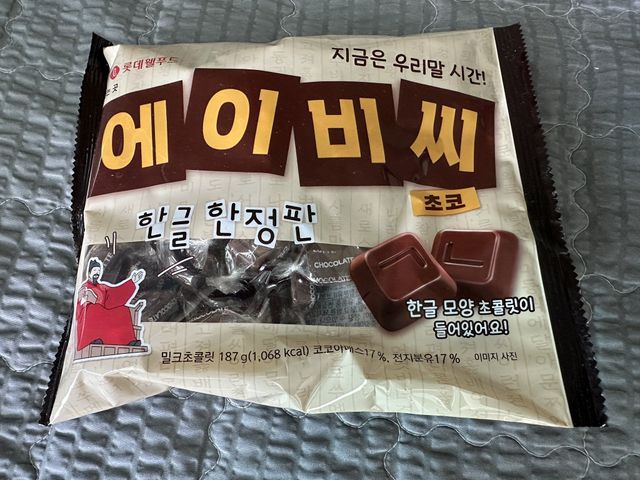 롯데웰푸드
지금은 우리말 시간!
에이비씨
초코
한글 한정판
CHOCOLATE
CHOCOLATE
ㄱ ㄴ
한글 모양 초콜릿이
들어있어요!
밀크초콜릿 187 g(1,068 kcal) 코코아매스17%, 전지분유17% 이미지 사진